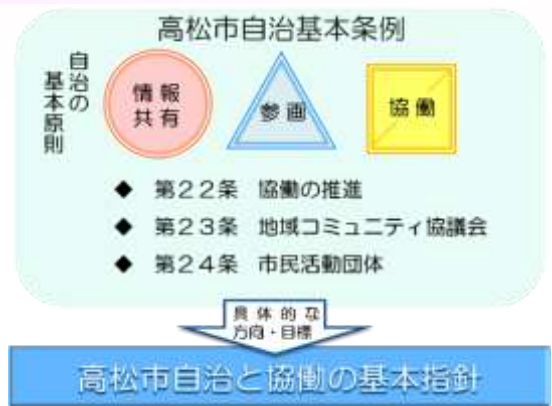 高松市自治基本条例
自治の
基本原則
情報
共有
参画
協働
◆ 第22条 協働の推進
◆ 第23条 地域コミュニティ協議会
◆ 第24条 市民活動団体
具体的な
方向・目標
高松市自治と協働の基本指針